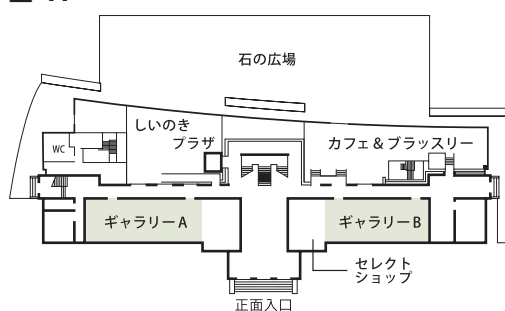 石の広場
しいのき
プラザ
カフェ＆ブラッスリー
WC
ギャラリーA
ギャラリーB
セレクト
ショップ
正面入口